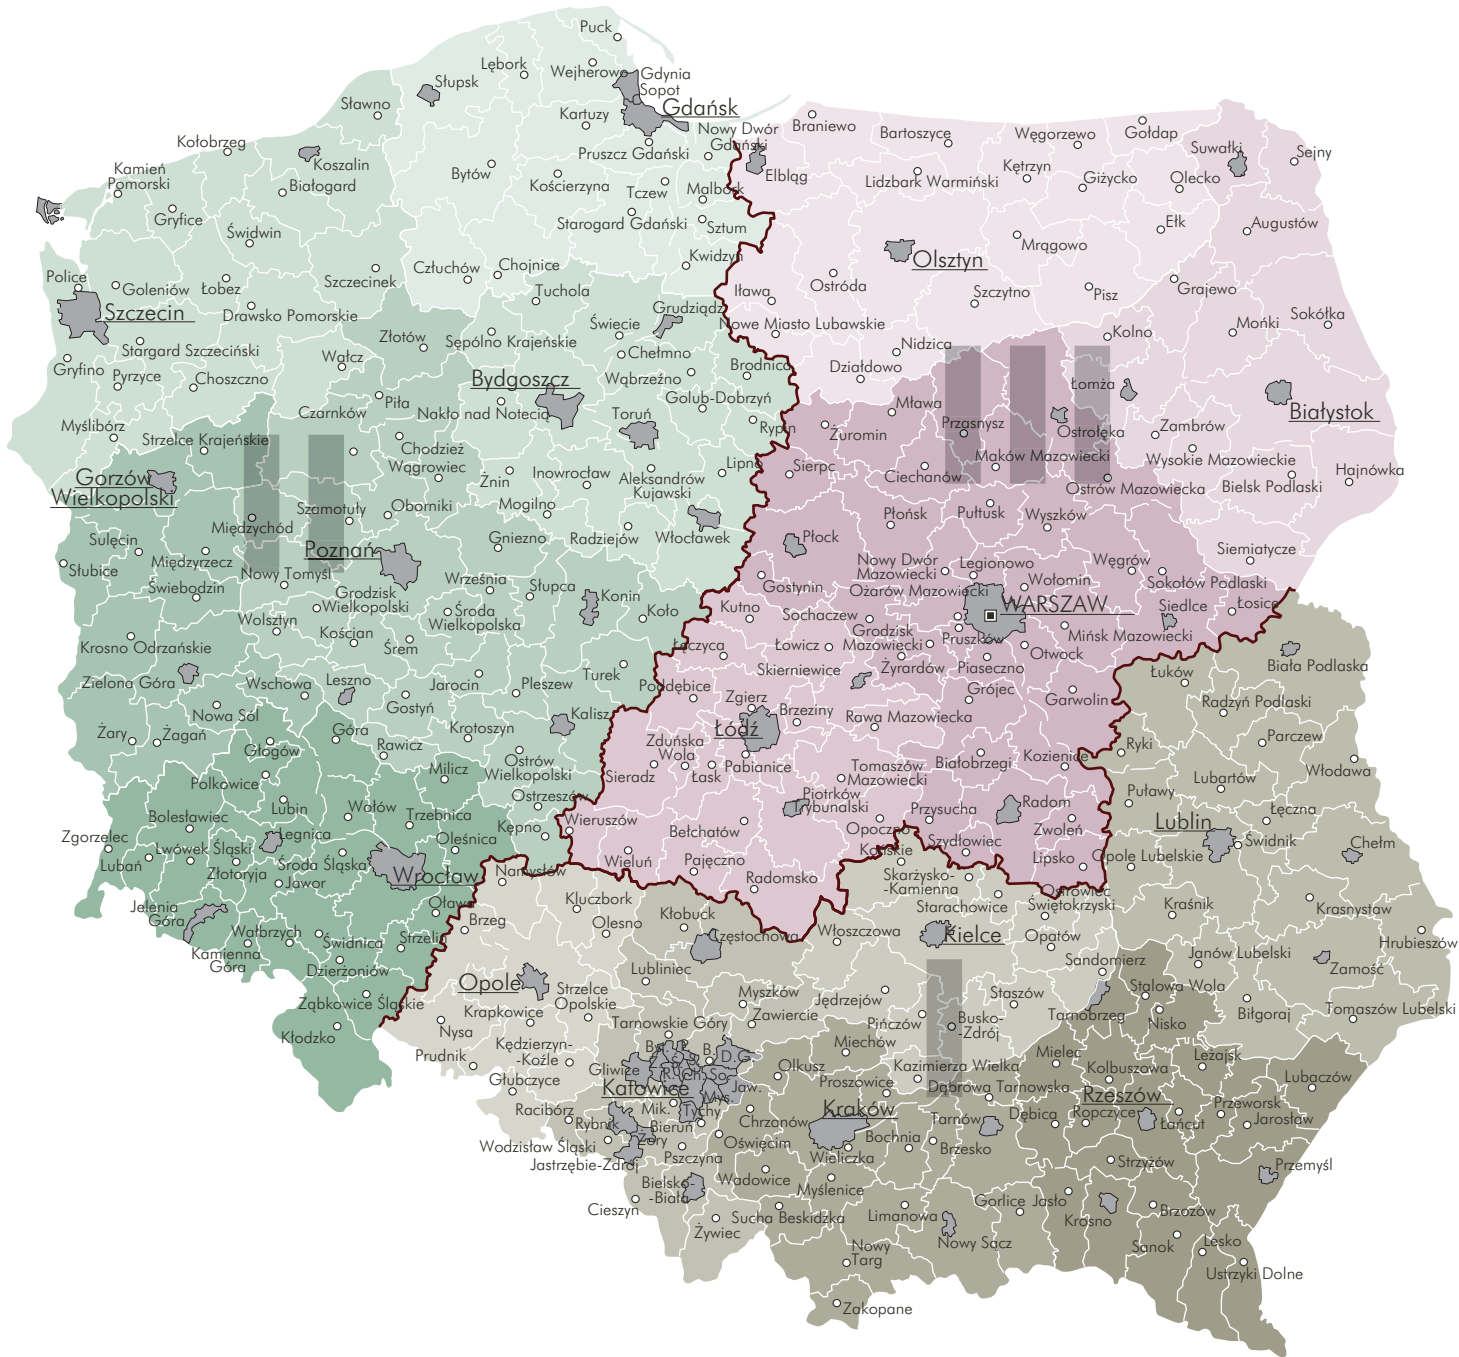 Puck
Lębork
Wejherowo
Gdynia
Sopot
Słupsk
Sławno
Kartuzy
Gdańsk
Nowy Dwór
Gdański
Braniewo
Bartoszyce
Węgorzewo
Gołdap
Suwałki
Sejny
Kołobrzeg
Koszalin
Pruszcz Gdański
Kamień
Pomorski
Białogard
Bytów
Kościerzyna
Tczew
Malbork
Elbląg
Lidzbark Warmiński
Kętrzyn
Giżycko
Olecko
Gryfice
Świdwin
Starogard Gdański
Sztum
Ełk
Augustów
Mrągowo
Olsztyn
Police
Goleniów
Łobez
Szczecinek
Człuchów
Chojnice
Kwidzyn
Tuchola
Iława
Ostróda
Szczytno
Pisz
Grajewo
Szczecin
Drawsko Pomorskie
Grudziądz
Świecie
Nowe Miasto Lubawskie
Sokółka
Mońki
Kolno
Złotów
Sępólno Krajeńskie
Nidzica
Stargard Szczeciński
Wałcz
Chełmno
Działdowo
Gryfino
Pyrzyce
Choszczno
Bydgoszcz
Wąbrzeźno
Brodnica
Łomża
Piła
Nakło nad Notecią
Toruń
Golub-Dobrzyń
Mława
Białystok
Myślibórz
Strzelce Krajeńskie
Czarnków
Chodzież
Rypin
Żuromin
Przasnysz
Ostrołęka
Zambrów
Wągrowiec
Maków Mazowiecki
Wysokie Mazowieckie
Gorzów
Wielkopolski
Żnin
Inowrocław
Aleksandrów
Kujawski
Lipno
Sierpc
Ciechanów
Ostrów Mazowiecka
Bielsk Podlaski
Hajnówka
Szamotuły
Oborniki
Mogilno
Płońsk
Pułtusk
Wyszków
Międzychód
Sulęcin
Gniezno
Radziejów
Włocławek
Płock
Siemiatycze
Poznań
Słubice
Międzyrzecz
Nowy Tomyśl
Nowy Dwór
Mazowiecki
Legionowo
Węgrów
Świebodzin
Września
Słupca
Konin
Gostynin
Ożarów Mazowiecki
Wołomin
Sokołów Podlaski
Grodzisk
Wielkopolski
Środa
Wielkopolska
Koło
Kutno
Sochaczew
WARSZAW
Siedlce
Łosice
Wolsztyn
Kościan
Śrem
Grodzisk
Mazowiecki
Pruszków
Mińsk Mazowiecki
Krosno Odrzańskie
Łęczyca
Łowicz
Otwock
Biała Podlaska
Zielona Góra
Wschowa
Leszno
Jarocin
Pleszew
Turek
Poddębice
Skierniewice
Żyrardów
Piaseczno
Łuków
Nowa Sól
Gostyń
Zgierz
Brzeziny
Grójec
Garwolin
Radzyń Podlaski
Żary
Żagań
Góra
Krotoszyn
Kalisz
Łódź
Rawa Mazowiecka
Głogów
Rawicz
Zduńska
Wola
Parczew
Ryki
Polkowice
Milicz
Ostrów
Wielkopolski
Sieradz
Łask
Pabianice
Tomaszów
Mazowiecki
Białobrzegi
Kozienice
Włodawa
Lubartów
Lubin
Wołów
Trzebnica
Ostrzeszów
Piotrków
Trybunalski
Przysucha
Radom
Puławy
Łęczna
Bolesławiec
Kępno
Wieruszów
Bełchatów
Opoczno
Zwoleń
Lublin
Zgorzelec
Legnica
Oleśnica
Szydłowiec
Świdnik
Chełm
Lubań
Lwówek Śląski
Złotoryja
Środa Śląska
Wrocław
Namysłów
Wieluń
Pajęczno
Końskie
Lipsko
Opole Lubelskie
Jawor
Radomsko
Skarżysko-
-Kamienna
Ostrowiec
Świętokrzyski
Jelenia
Góra
Oława
Kluczbork
Kłobuck
Starachowice
Kraśnik
Krasnystaw
Wałbrzych
Świdnica
Strzelin
Brzeg
Olesno
Częstochowa
Włoszczowa
Kielce
Opatów
Hrubieszów
Kamienna
Góra
Dzierżoniów
Lubliniec
Sandomierz
Janów Lubelski
Zamość
Ząbkowice Śląskie
Opole
Strzelce
Opolskie
Myszków
Jędrzejów
Staszów
Stalowa Wola
Kłodzko
Krapkowice
Zawiercie
Pińczów
Busko-
-Zdrój
Tarnobrzeg
Nisko
Biłgoraj
Tomaszów Lubelski
Nysa
Tarnowskie Góry
Prudnik
Kędzierzyn-
-Koźle
Miechów
Mielec
Leżajsk
Gliwice
D.G.
Olkusz
Kazimierza Wielka
Kolbuszowa
Głubczyce
Katowice
Jaw.
Proszowice
Dąbrowa Tarnowska
Rzeszów
Lubaczów
Racibórz
Rybnik
Mik.
Tychy
Mys.
Chrzanów
Kraków
Tarnów
Dębica
Ropczyce
Łańcut
Przeworsk
Jarosław
Wodzisław Śląski
Żory
Bieruń
Oświęcim
Bochnia
Brzesko
Jastrzębie-Zdrój
Pszczyna
Wieliczka
Strzyżów
Przemyśl
Cieszyn
Bielsko-
-Biała
Wadowice
Myślenice
Gorlice
Jasło
Żywiec
Sucha Beskidzka
Limanowa
Krosno
Brzozów
Nowy
Targ
Nowy Sącz
Sanok
Lesko
Ustrzyki Dolne
Zakopane